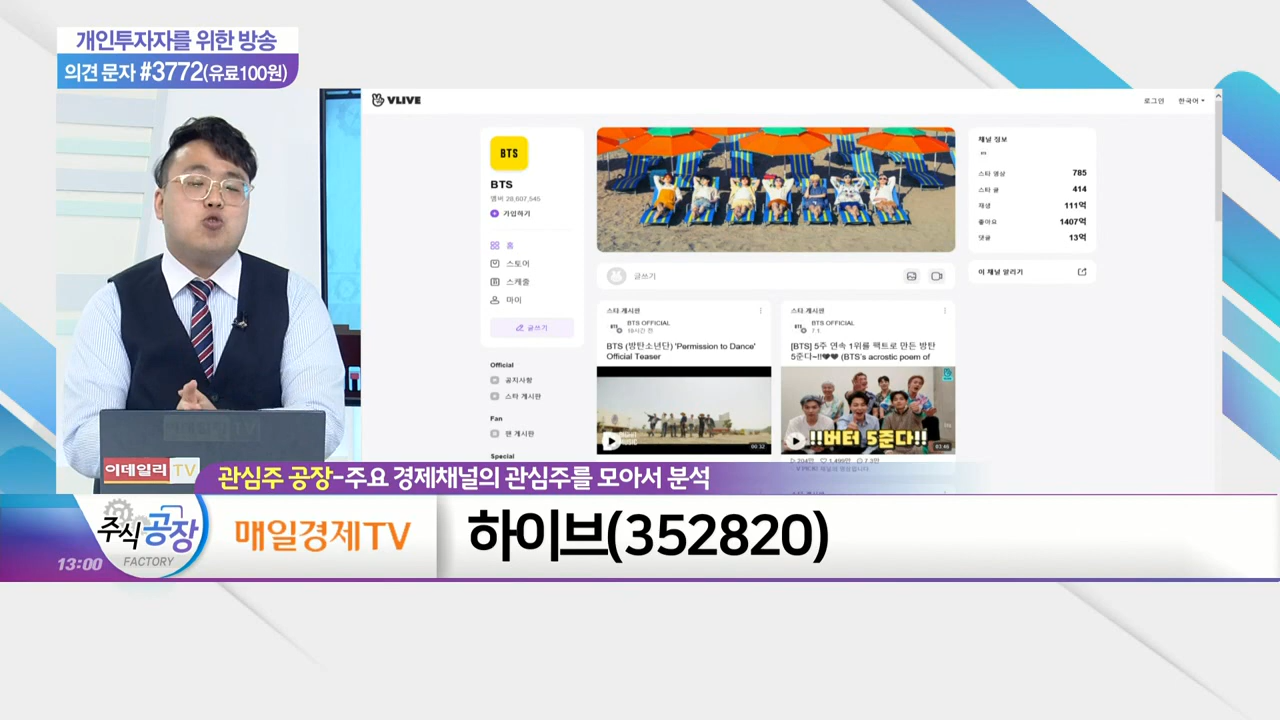 개인투자자를 위한 방송
의견 문자 #3772(유료100원)
VLIVE
로그인
한국어
BTS
BTS
멤버 28,607,545
가입하기
홈
스토어
스케줄
마이
글쓰기
Official
공지사항
스타 게시판
Fan
팬 게시판
Special
글쓰기
스타 게시판
BTS OFFICIAL
BTS (방탄소년단) 'Permission to Dance'
Official Teaser
00:32
스타 게시판
BTS OFFICIAL
7.1.
[BTS] 5주 연속 1위를 팩트로 만든 방탄
5준다~!!♥♥ (BTS's acrostic poem of
!!버터 5준다!!
03:46
채널 정보
스타 영상 785
스타 글 414
재생 111억
좋아요 1407억
댓글 13억
이 채널 알리기
이데일리 TV
관심주 공장-주요 경제채널의 관심주를 모아서 분석
주식공장
FACTORY
13:00
매일경제TV
하이브(352820)